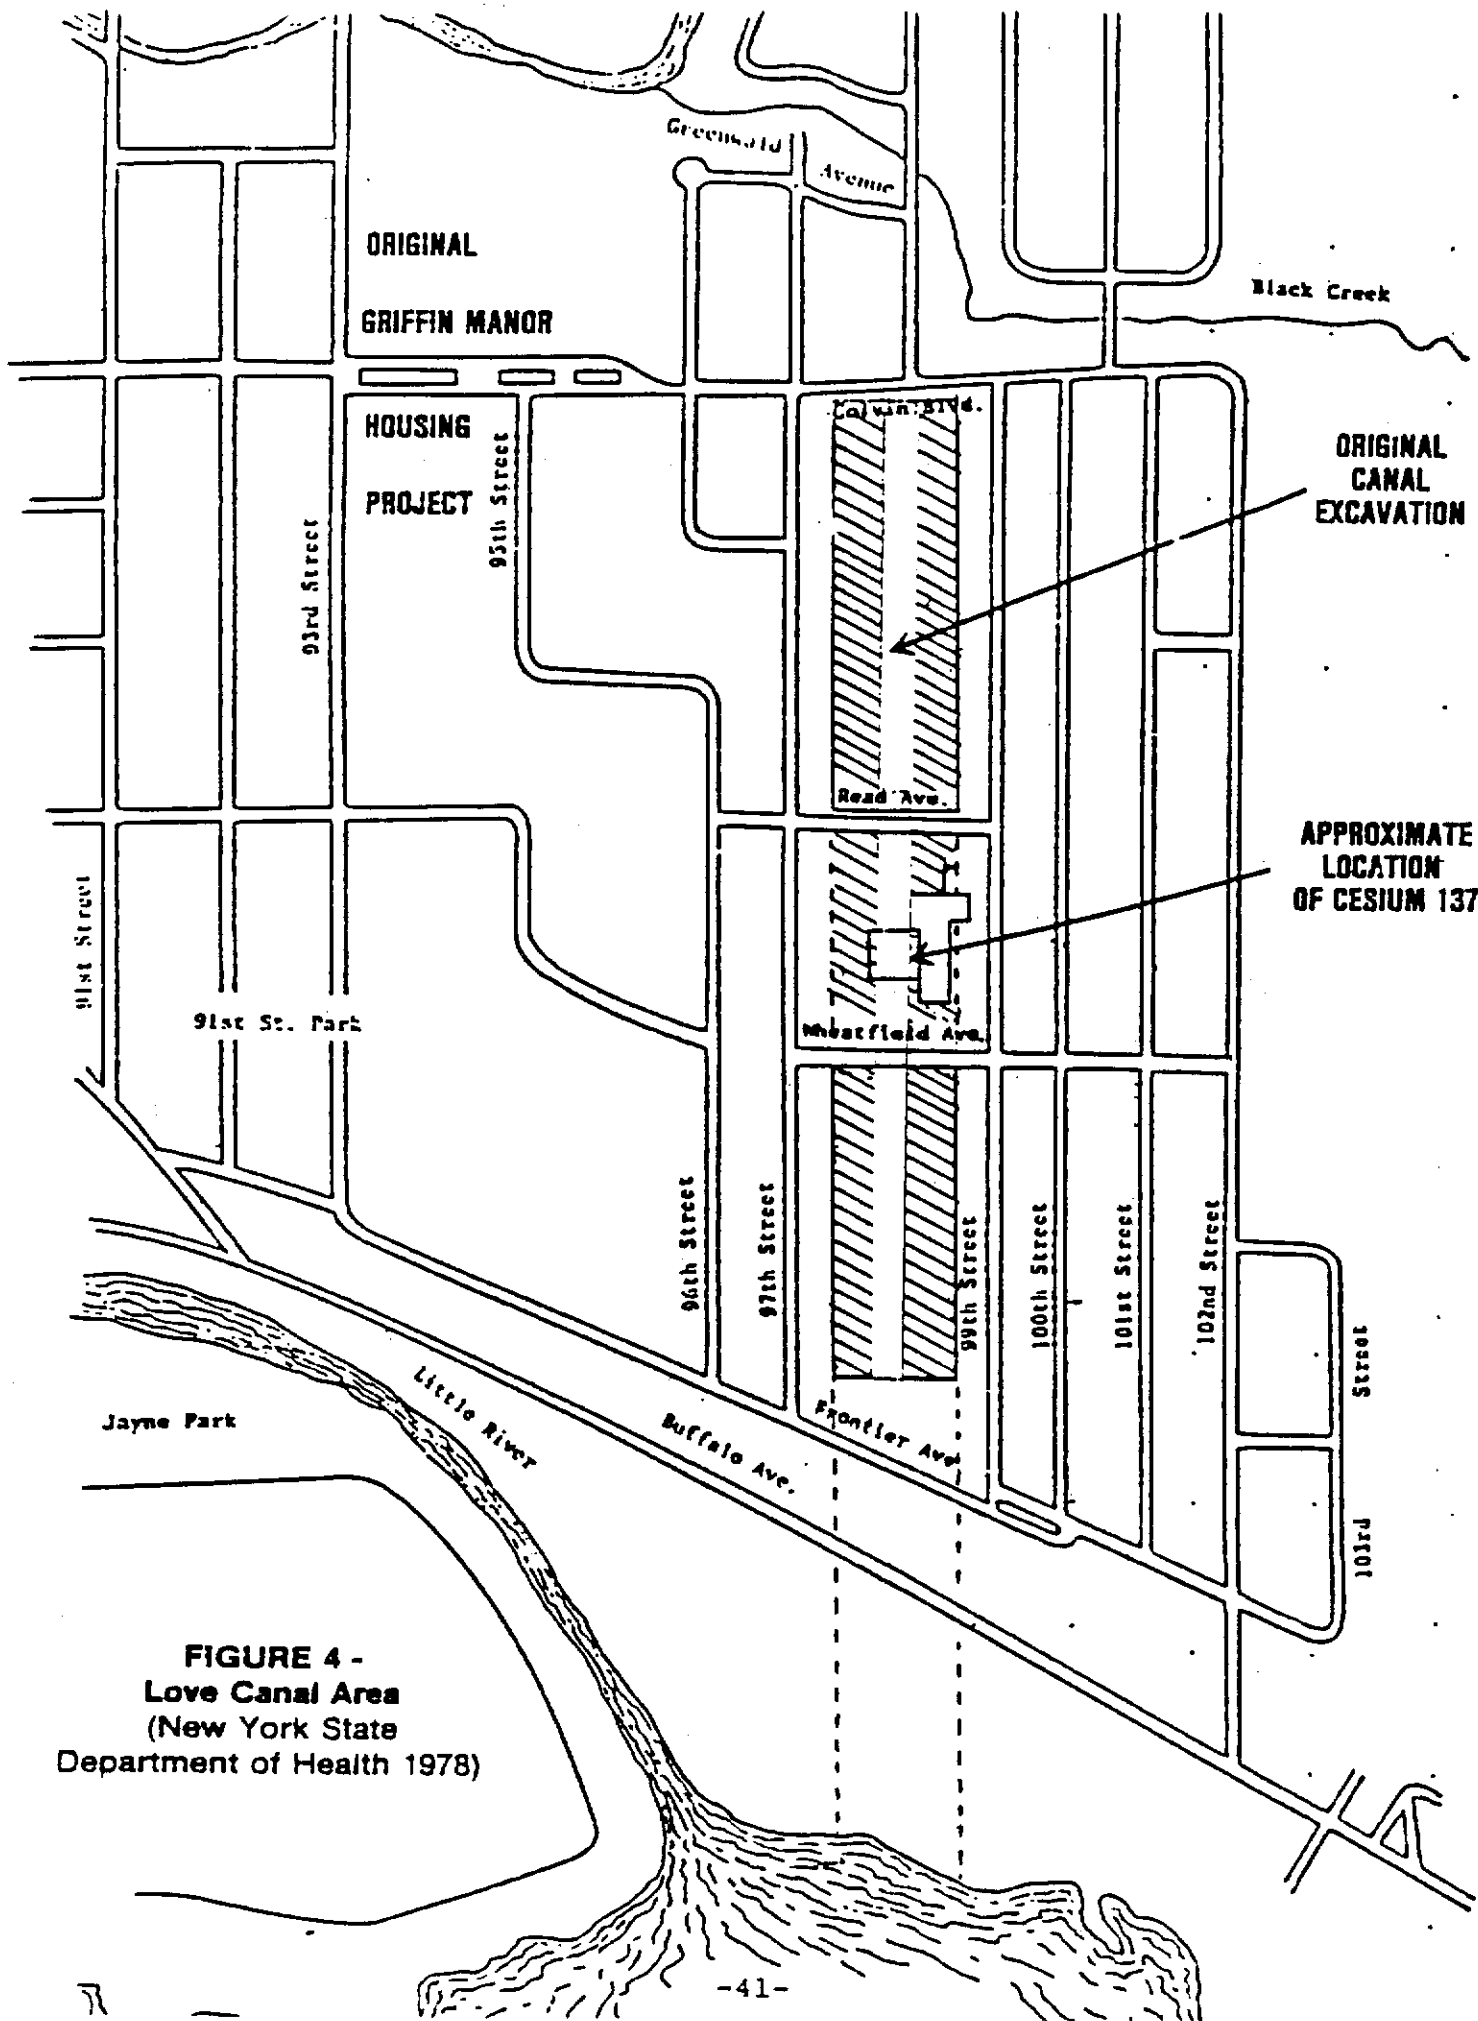 Greenwald
Avenue
ORIGINAL
GRIFFIN MANOR
HOUSING
PROJECT
Black Creek
Colvin Blvd.
ORIGINAL
CANAL
EXCAVATION
95th Street
93rd Street
Read Ave.
APPROXIMATE
LOCATION
OF CESIUM 137
91st Street
91st St. Park
Wheatfield Ave.
96th Street
97th Street
99th Street
100th Street
101st Street
102nd Street
103rd Street
Jayne Park
Little River
Buffalo Ave.
Frontier Ave
FIGURE 4 -
Love Canal Area
(New York State
Department of Health 1978)
-41-